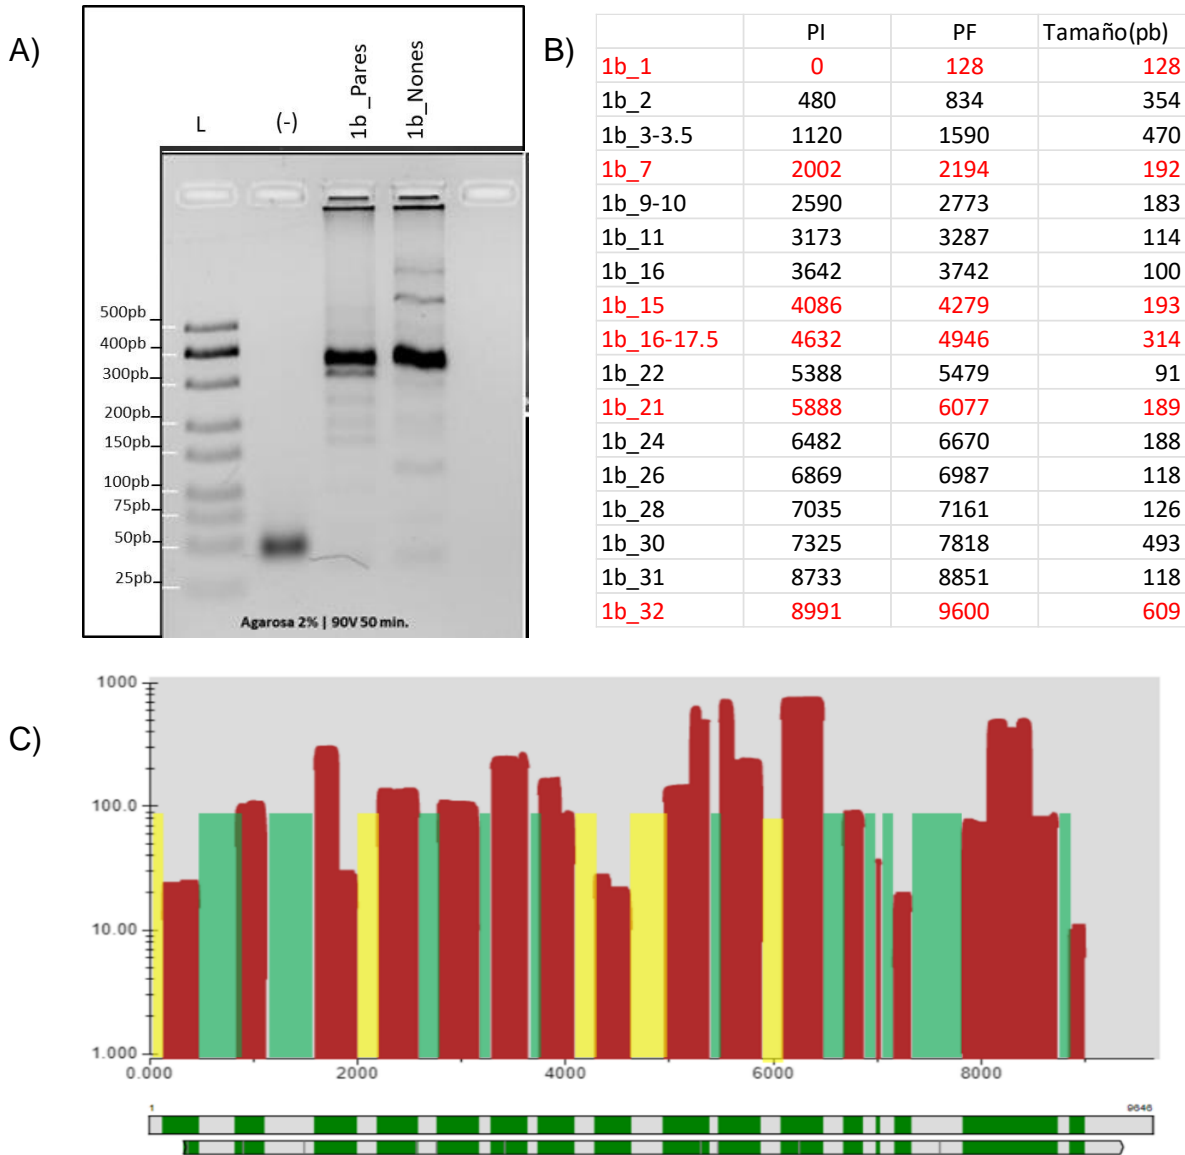 A)
L
(-)
1b_Pares
1b_Nones
500pb
400pb
300pb
200pb
150pb
100pb
75pb
50pb
25pb
Agarosa 2% | 90V 50 min.
B)
PI PF Tamaño(pb)
1b_1 0 128 128
1b_2 480 834 354
1b_3-3.5 1120 1590 470
1b_7 2002 2194 192
1b_9-10 2590 2773 183
1b_11 3173 3287 114
1b_16 3642 3742 100
1b_15 4086 4279 193
1b_16-17.5 4632 4946 314
1b_22 5388 5479 91
1b_21 5888 6077 189
1b_24 6482 6670 188
1b_26 6869 6987 118
1b_28 7035 7161 126
1b_30 7325 7818 493
1b_31 8733 8851 118
1b_32 8991 9600 609
C)
1000
100.0
10.00
1.000
0.000 2000 4000 6000 8000
1 9646